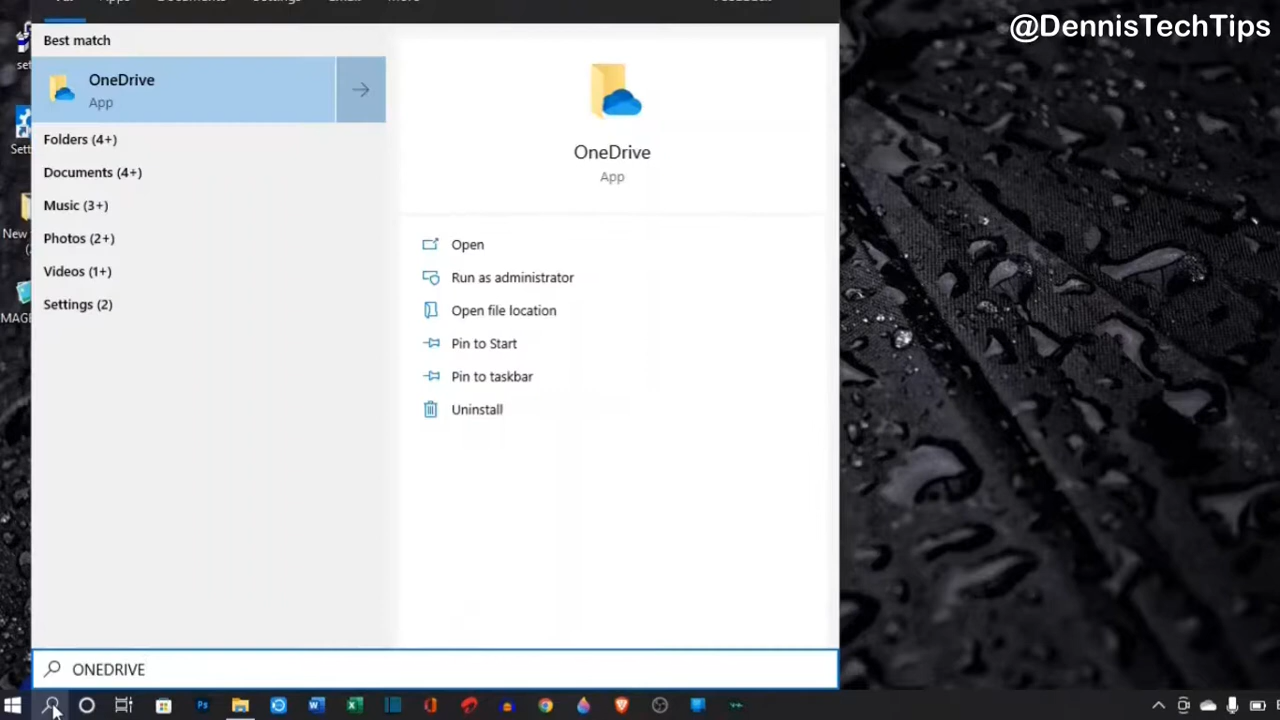 @DennisTechTips
Best match
OneDrive
App
Folders (4+)
Documents (4+)
Music (3+)
Photos (2+)
Videos (1+)
Settings (2)
OneDrive
App
Open
Run as administrator
Open file location
Pin to Start
Pin to taskbar
Uninstall
New
ONEDRIVE